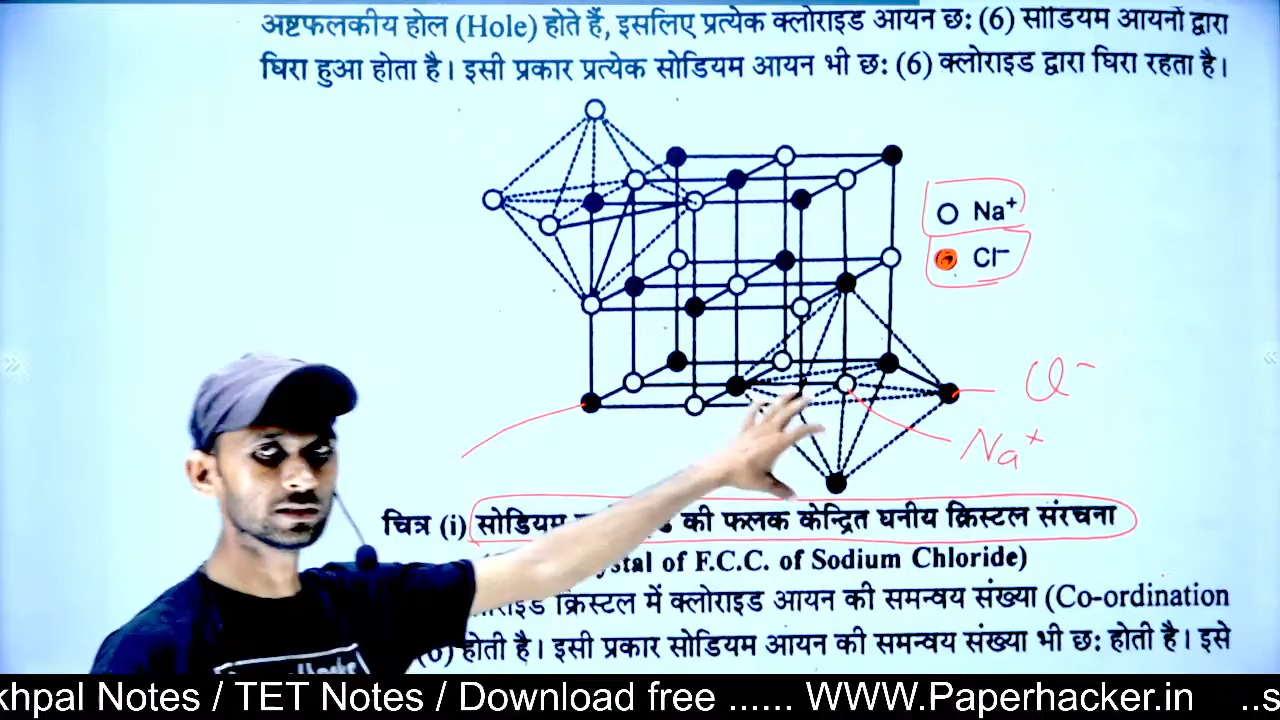 अष्टफलकीय होल (Hole) होते हैं, इसलिए प्रत्येक क्लोराइड आयन छः (6) सोडियम आयनों द्वारा
घिरा हुआ होता है। इसी प्रकार प्रत्येक सोडियम आयन भी छः (6) क्लोराइड द्वारा घिरा रहता है।
Na⁺
Cl⁻
Cl⁻
Na⁺
चित्र (i) सोडियम की फलक केन्द्रित घनीय क्रिस्टल संरचना
of F.C.C. of Sodium Chloride)
क्रिस्टल में क्लोराइड आयन की समन्वय संख्या (Co-ordination
होती है। इसी प्रकार सोडियम आयन की समन्वय संख्या भी छः होती है। इसे
khpal Notes / TET Notes / Download free ...... WWW.Paperhacker.in ..s